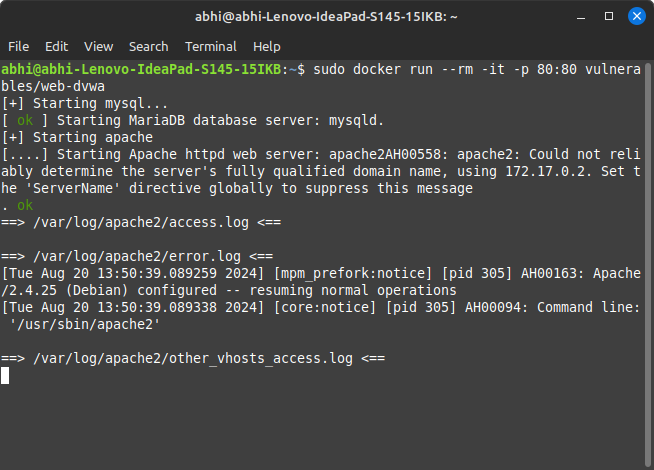 abhi@abhi-Lenovo-IdeaPad-S145-15IKB: ~
File Edit View Search Terminal Help
abhi@abhi-Lenovo-IdeaPad-S145-15IKB:~$ sudo docker run --rm -it -p 80:80 vulnera
bles/web-dvwa
[+] Starting mysql...
[ ok ] Starting MariaDB database server: mysqld.
[+] Starting apache
[....] Starting Apache httpd web server: apache2AH00558: apache2: Could not reli
ably determine the server's fully qualified domain name, using 172.17.0.2. Set t
he 'ServerName' directive globally to suppress this message
. ok
==> /var/log/apache2/access.log <==
==> /var/log/apache2/error.log <==
[Tue Aug 20 13:50:39.089259 2024] [mpm_prefork:notice] [pid 305] AH00163: Apache
/2.4.25 (Debian) configured -- resuming normal operations
[Tue Aug 20 13:50:39.089338 2024] [core:notice] [pid 305] AH00094: Command line:
 '/usr/sbin/apache2'
==> /var/log/apache2/other_vhosts_access.log <==